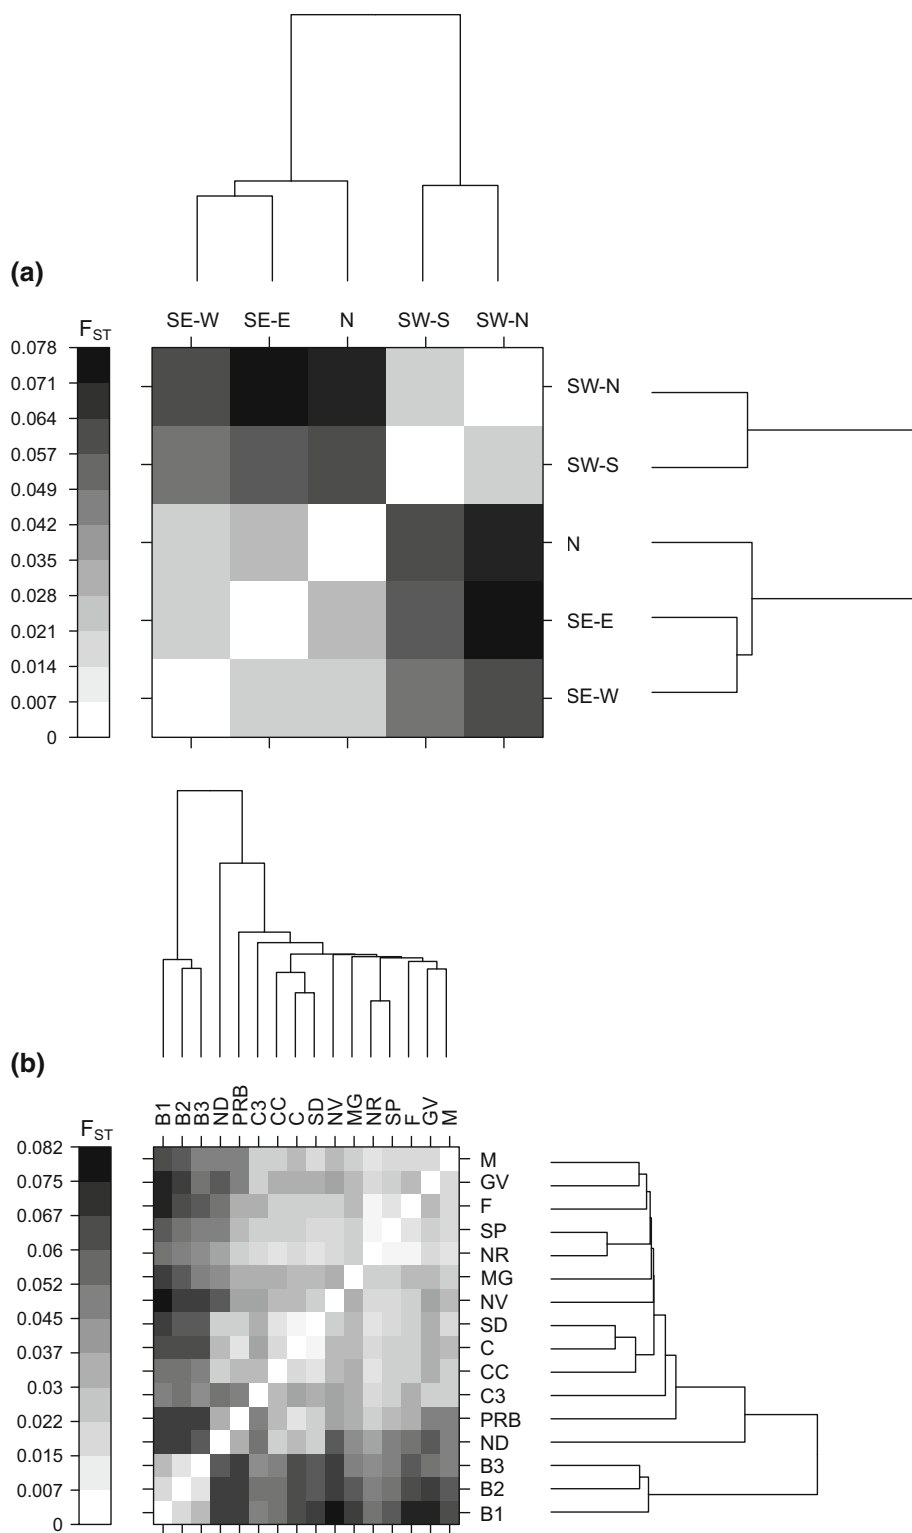 (a)
SE-W SE-E N SW-S SW-N
F_ST
0.078
0.071
0.064
0.057
0.049
0.042
0.035
0.028
0.021
0.014
0.007
0
SW-N
SW-S
N
SE-E
SE-W
(b)
B1 B2 B3 ND PRB C3 CC C SD NV MG NR SP F GV M
F_ST
0.082
0.075
0.067
0.06
0.052
0.045
0.037
0.03
0.022
0.015
0.007
0
M
GV
F
SP
NR
MG
NV
SD
C
CC
C3
PRB
ND
B3
B2
B1